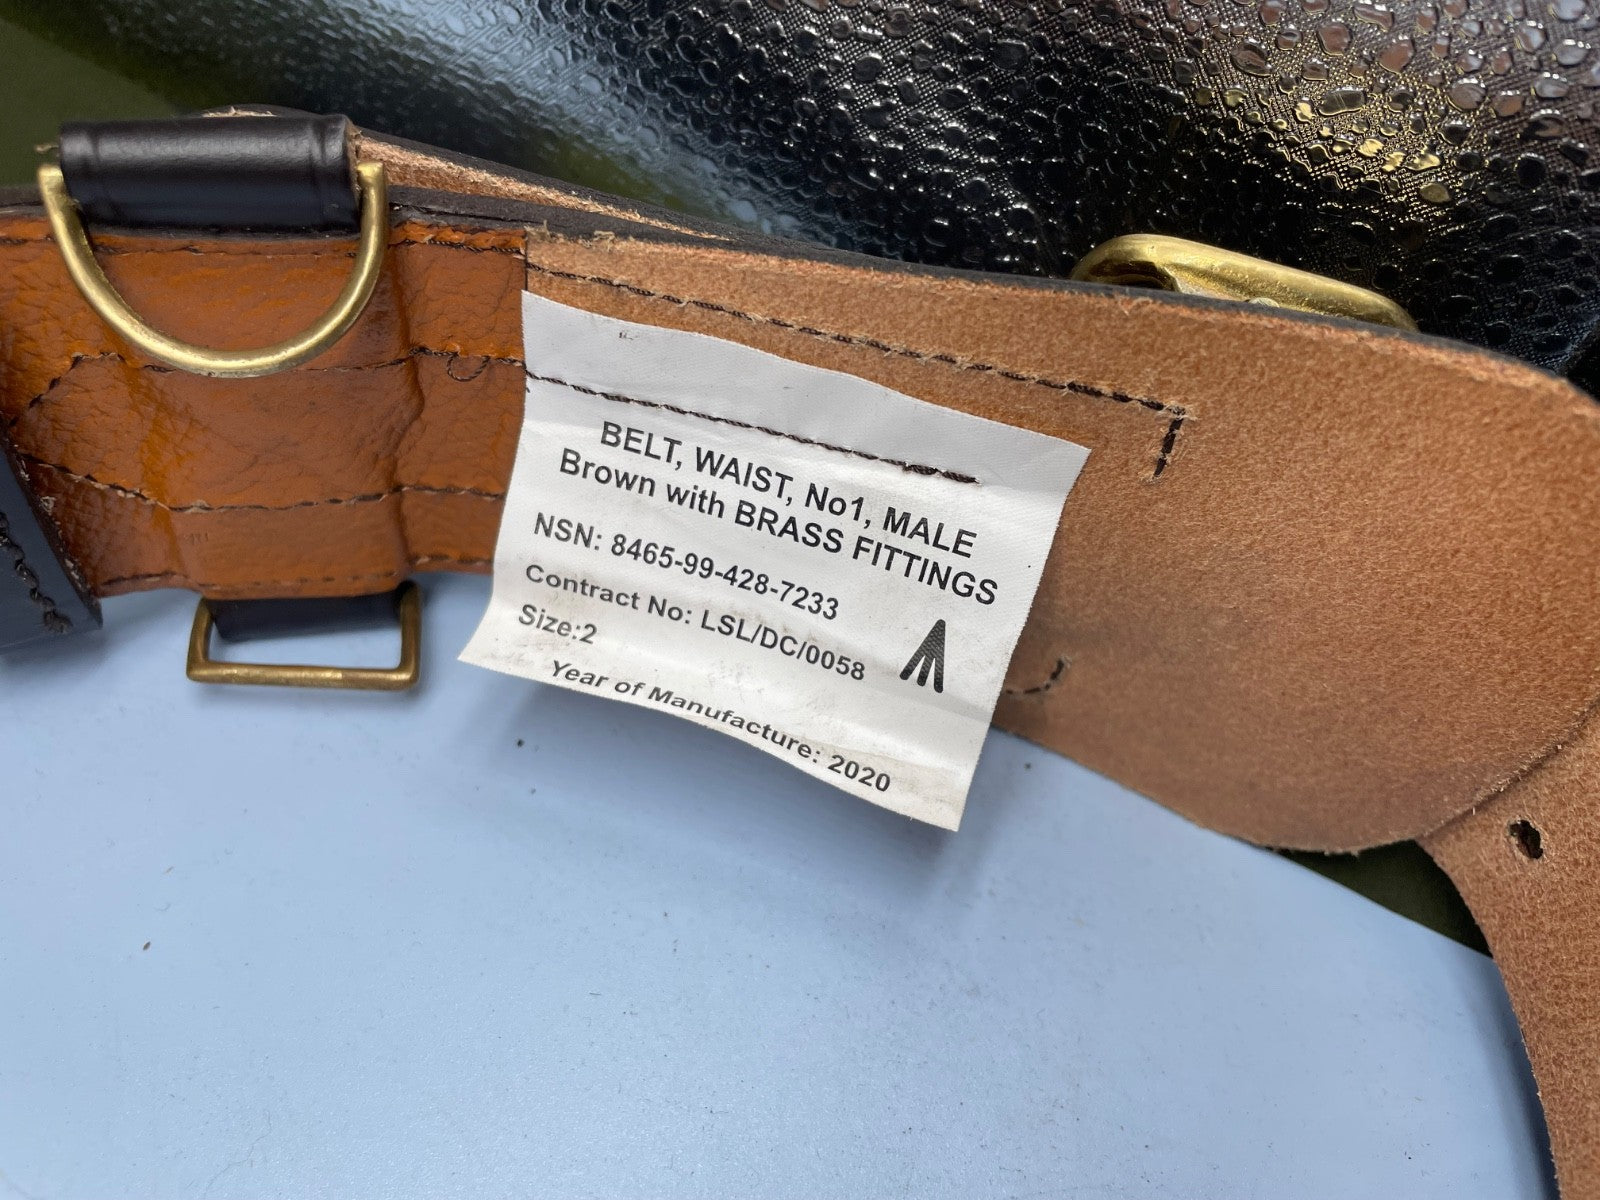 BELT, WAIST, No1, MALE
Brown with BRASS FITTINGS
NSN: 8465-99-428-7233
Contract No: LSL/DC/0058
Size:2
Year of Manufacture: 2020